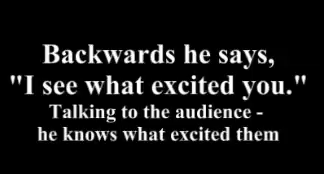 Backwards he says,
"I see what excited you."
Talking to the audience -
he knows what excited them